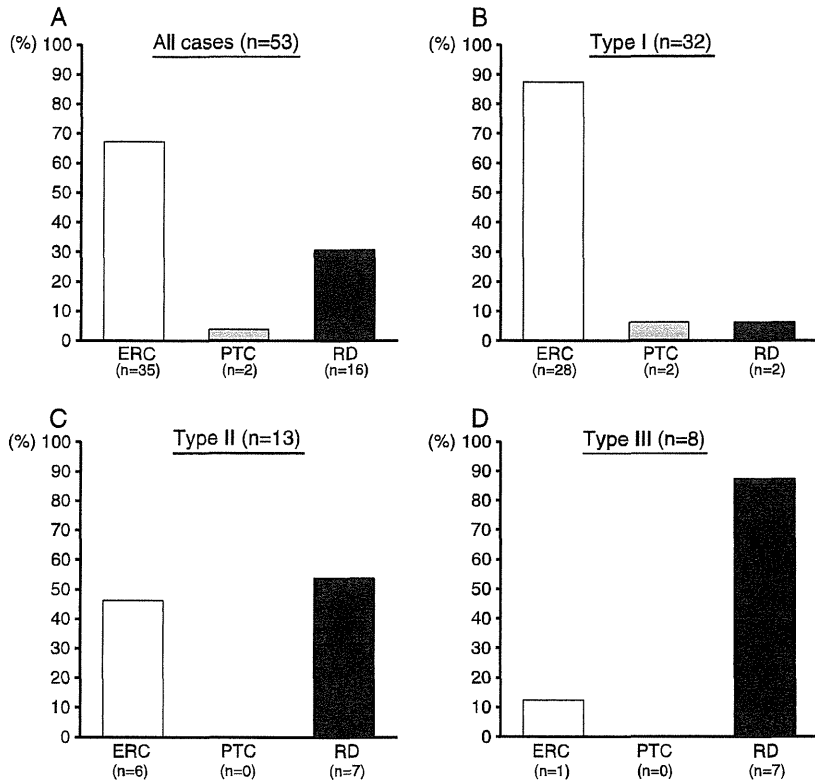 A
(%)
All cases (n=53)
100
90
80
70
60
50
40
30
20
10
0
ERC
PTC
RD
(n=35)
(n=2)
(n=16)
B
(%)
Type I (n=32)
100
90
80
70
60
50
40
30
20
10
0
ERC
PTC
RD
(n=28)
(n=2)
(n=2)
C
(%)
Type II (n=13)
100
90
80
70
60
50
40
30
20
10
0
ERC
PTC
RD
(n=6)
(n=0)
(n=7)
D
(%)
Type III (n=8)
100
90
80
70
60
50
40
30
20
10
0
ERC
PTC
RD
(n=1)
(n=0)
(n=7)